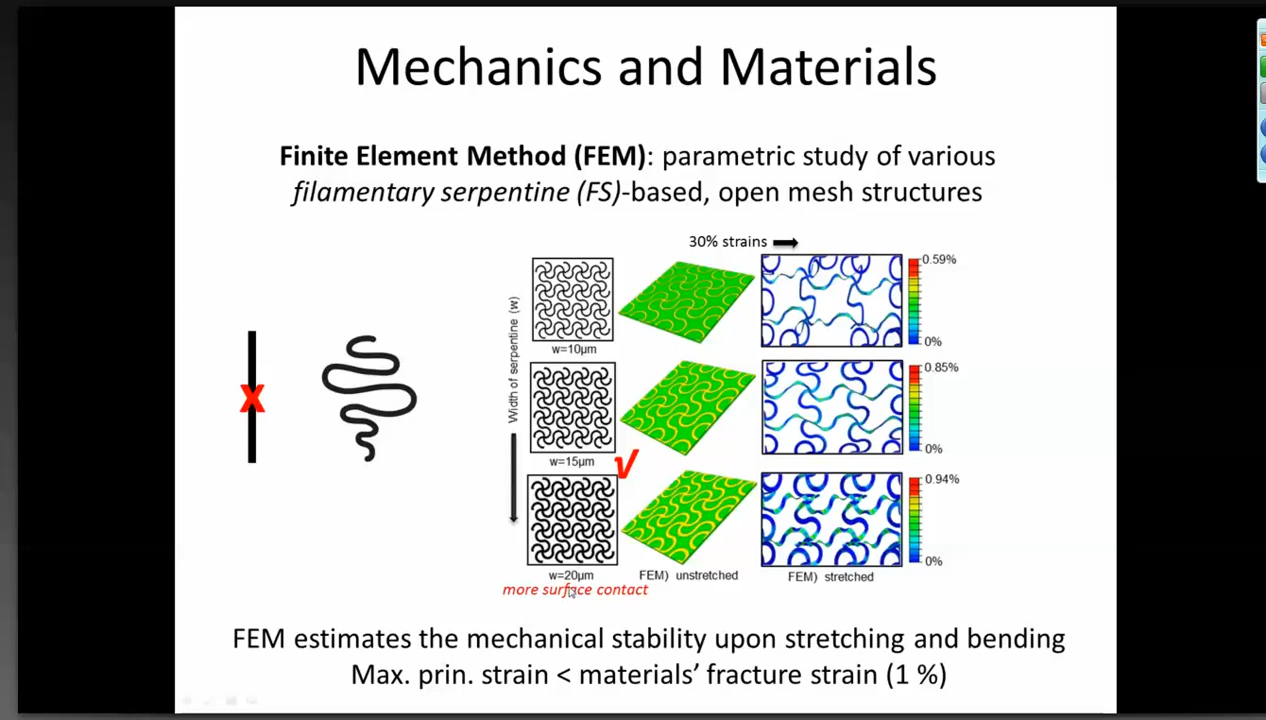 Mechanics and Materials
Finite Element Method (FEM): parametric study of various
filamentary serpentine (FS)-based, open mesh structures
30% strains
Width of serpentine (w)
0.59%
0%
w=10µm
0.85%
0%
w=15µm
√
X
0.94%
0%
w=20µm
FEM) unstretched
FEM) stretched
more surface contact
FEM estimates the mechanical stability upon stretching and bending
Max. prin. strain < materials’ fracture strain (1 %)